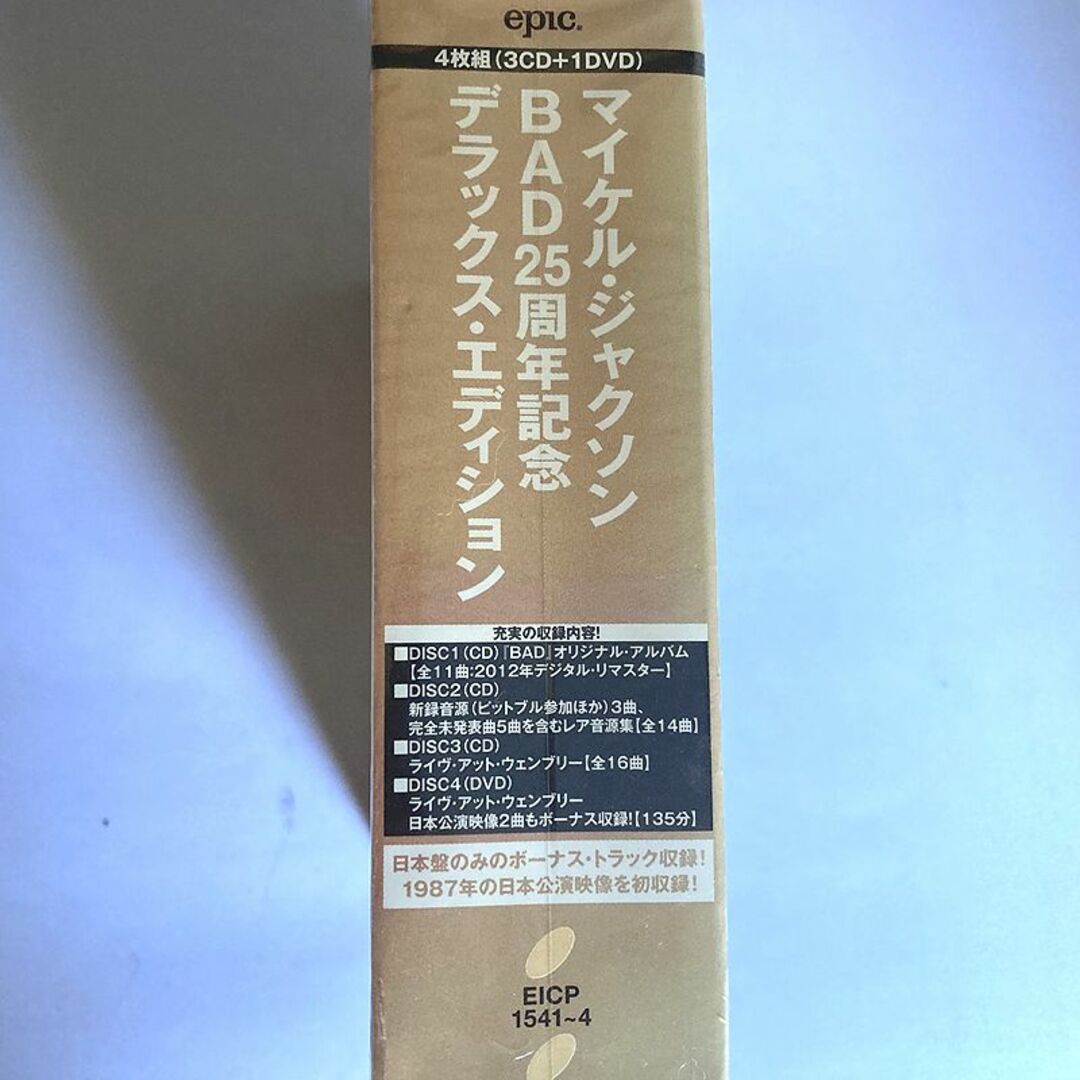 epic.
4枚組(3CD+1DVD)
マイケル・ジャクソン
BAD25周年記念
デラックス・エディション
充実の収録内容!
■DISC1(CD)『BAD』オリジナル・アルバム
【全11曲:2012年デジタル・リマスター】
■DISC2(CD)
新録音源(ピットブル参加ほか)3曲、
完全未発表曲5曲を含むレア音源集【全14曲】
■DISC3(CD)
ライヴ・アット・ウェンブリー【全16曲】
■DISC4(DVD)
ライヴ・アット・ウェンブリー
日本公演映像2曲もボーナス収録!【135分】
日本盤のみのボーナス・トラック収録!
1987年の日本公演映像を初収録!
EICP
1541~4